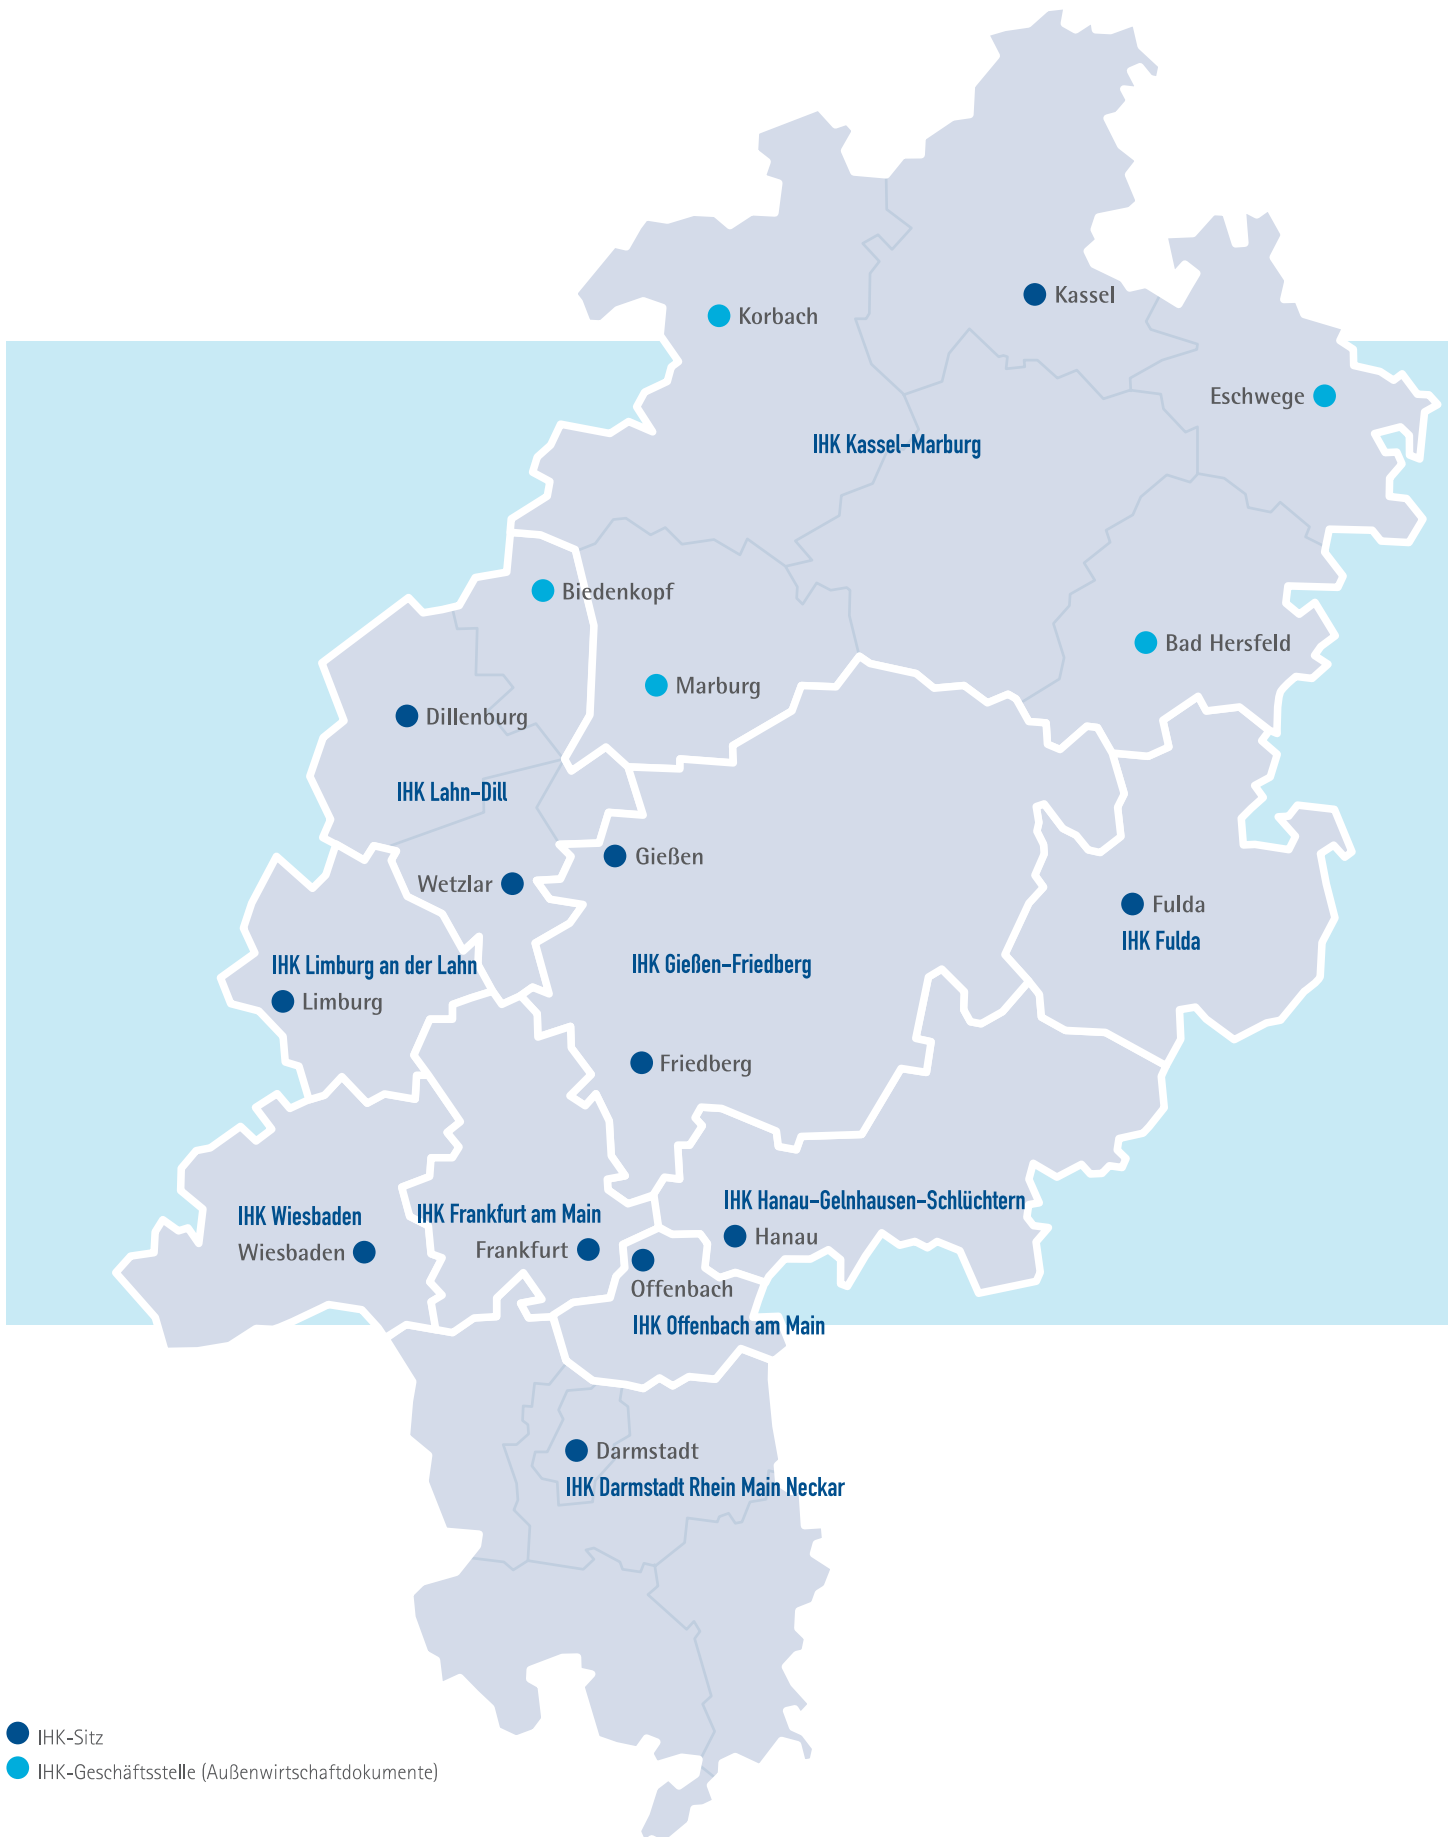 Kassel
Korbach
Eschwege
IHK Kassel-Marburg
Biedenkopf
Bad Hersfeld
Marburg
Dillenburg
IHK Lahn-Dill
Gießen
Wetzlar
Fulda
IHK Fulda
IHK Limburg an der Lahn
IHK Gießen-Friedberg
Limburg
Friedberg
IHK Hanau-Gelnhausen-Schlüchtern
IHK Wiesbaden
IHK Frankfurt am Main
Hanau
Wiesbaden
Frankfurt
Offenbach
IHK Offenbach am Main
Darmstadt
IHK Darmstadt Rhein Main Neckar
IHK-Sitz
IHK-Geschäftsstelle (Außenwirtschaftdokumente)